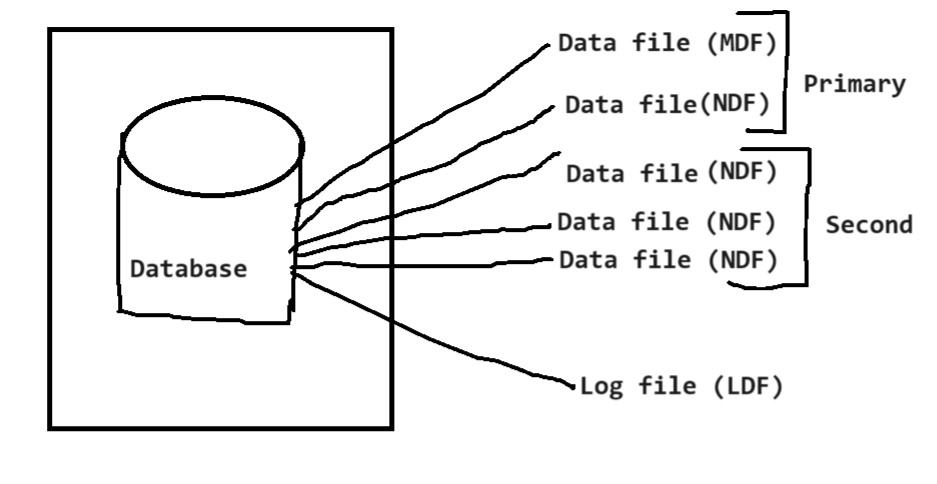 Data file (MDF)
Primary
Data file(NDF)
Data file (NDF)
Second
Data file (NDF)
Database
Data file (NDF)
Log file (LDF)